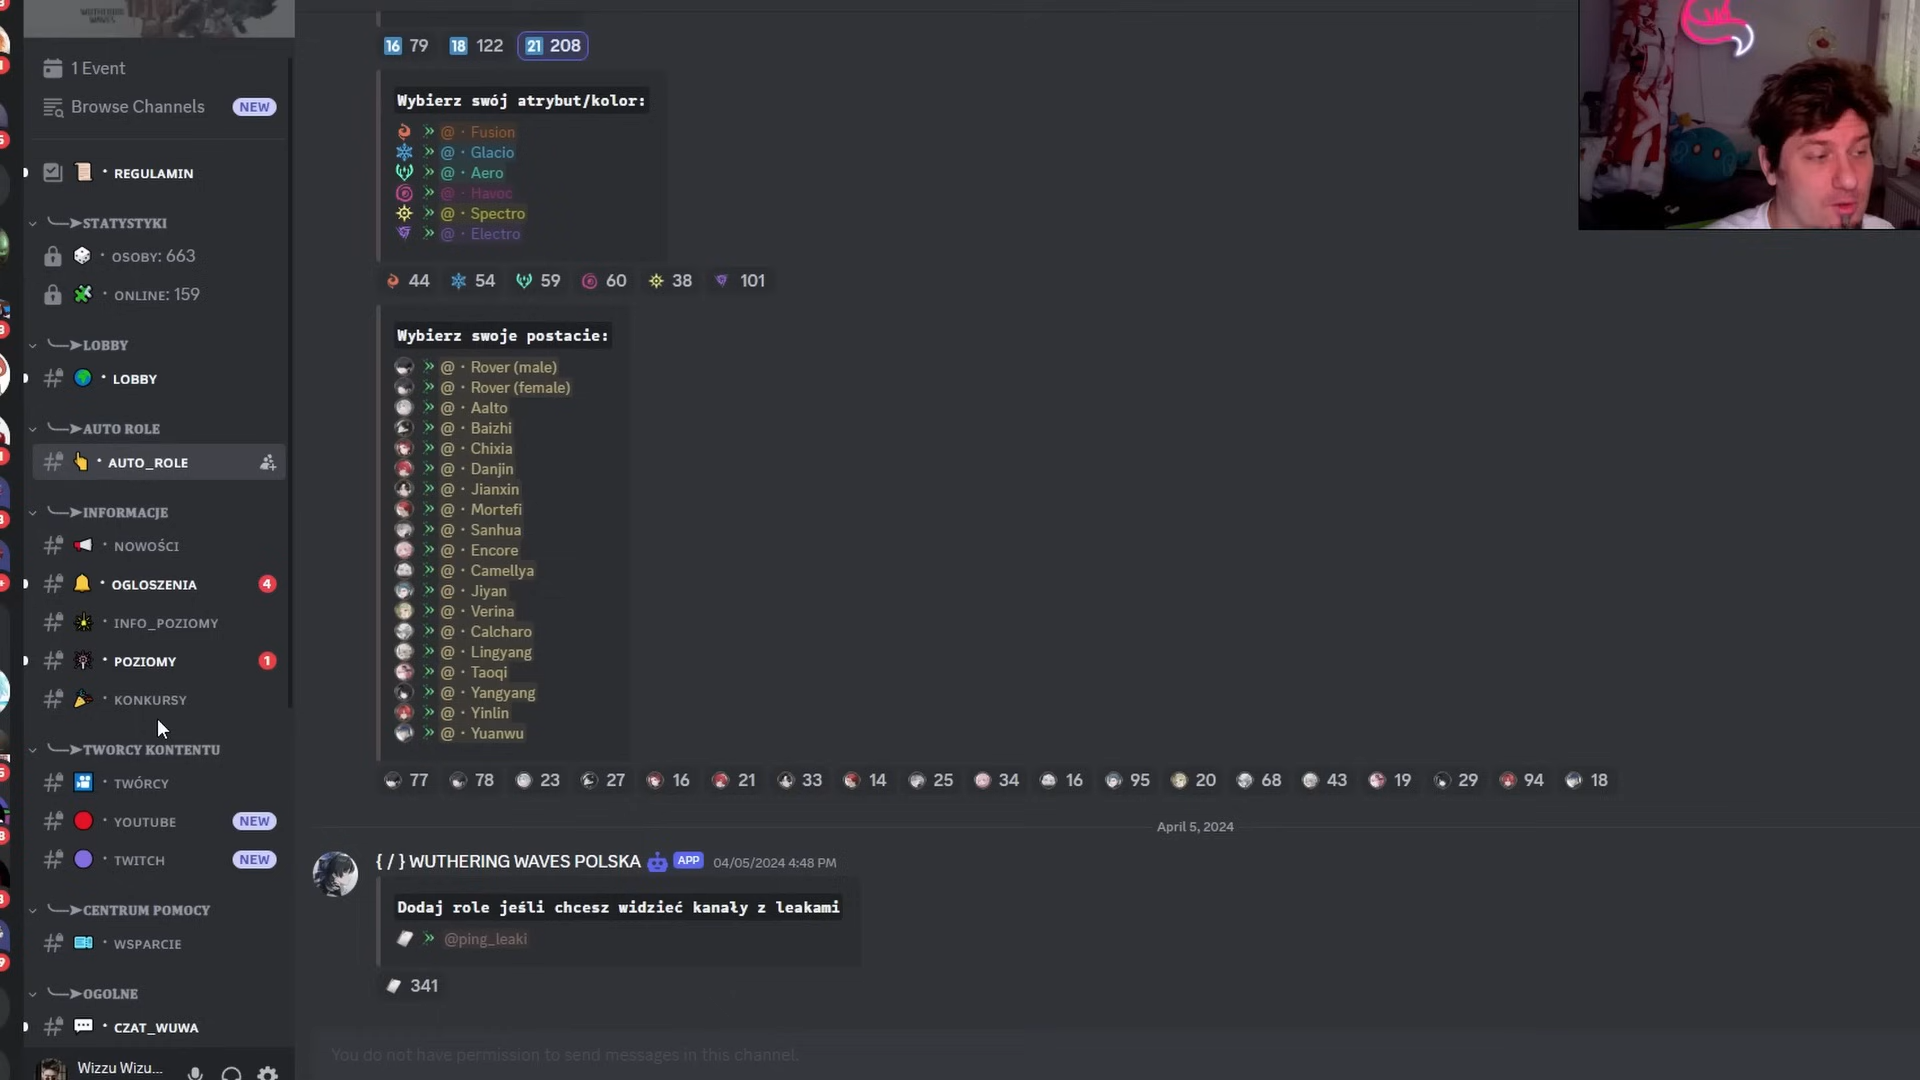 WUTHERING
WAVES
1 Event
Browse Channels NEW
· REGULAMIN
STATYSTYKI
· OSOBY: 663
· ONLINE: 159
LOBBY
· LOBBY
AUTO ROLE
· AUTO_ROLE
INFORMACJE
· NOWOŚCI
· OGLOSZENIA 4
· INFO_POZIOMY
· POZIOMY 1
· KONKURSY
TWORCY KONTENTU
· TWÓRCY
· YOUTUBE NEW
· TWITCH NEW
CENTRUM POMOCY
· WSPARCIE
OGOLNE
· CZAT_WUWA
Wizzu Wizu...
16 79 18 122 21 208
Wybierz swój atrybut/kolor:
» @ · Fusion
» @ · Glacio
» @ · Aero
» @ · Havoc
» @ · Spectro
» @ · Electro
44 54 59 60 38 101
Wybierz swoje postacie:
» @ · Rover (male)
» @ · Rover (female)
» @ · Aalto
» @ · Baizhi
» @ · Chixia
» @ · Danjin
» @ · Jianxin
» @ · Mortefi
» @ · Sanhua
» @ · Encore
» @ · Camellya
» @ · Jiyan
» @ · Verina
» @ · Calcharo
» @ · Lingyang
» @ · Taoqi
» @ · Yangyang
» @ · Yinlin
» @ · Yuanwu
77 78 23 27 16 21 33 14 25 34 16 95 20 68 43 19 29 94 18
April 5, 2024
{ / } WUTHERING WAVES POLSKA APP 04/05/2024 4:48 PM
Dodaj role jeśli chcesz widzieć kanały z leakami
» @ping_leaki
341
You do not have permission to send messages in this channel.